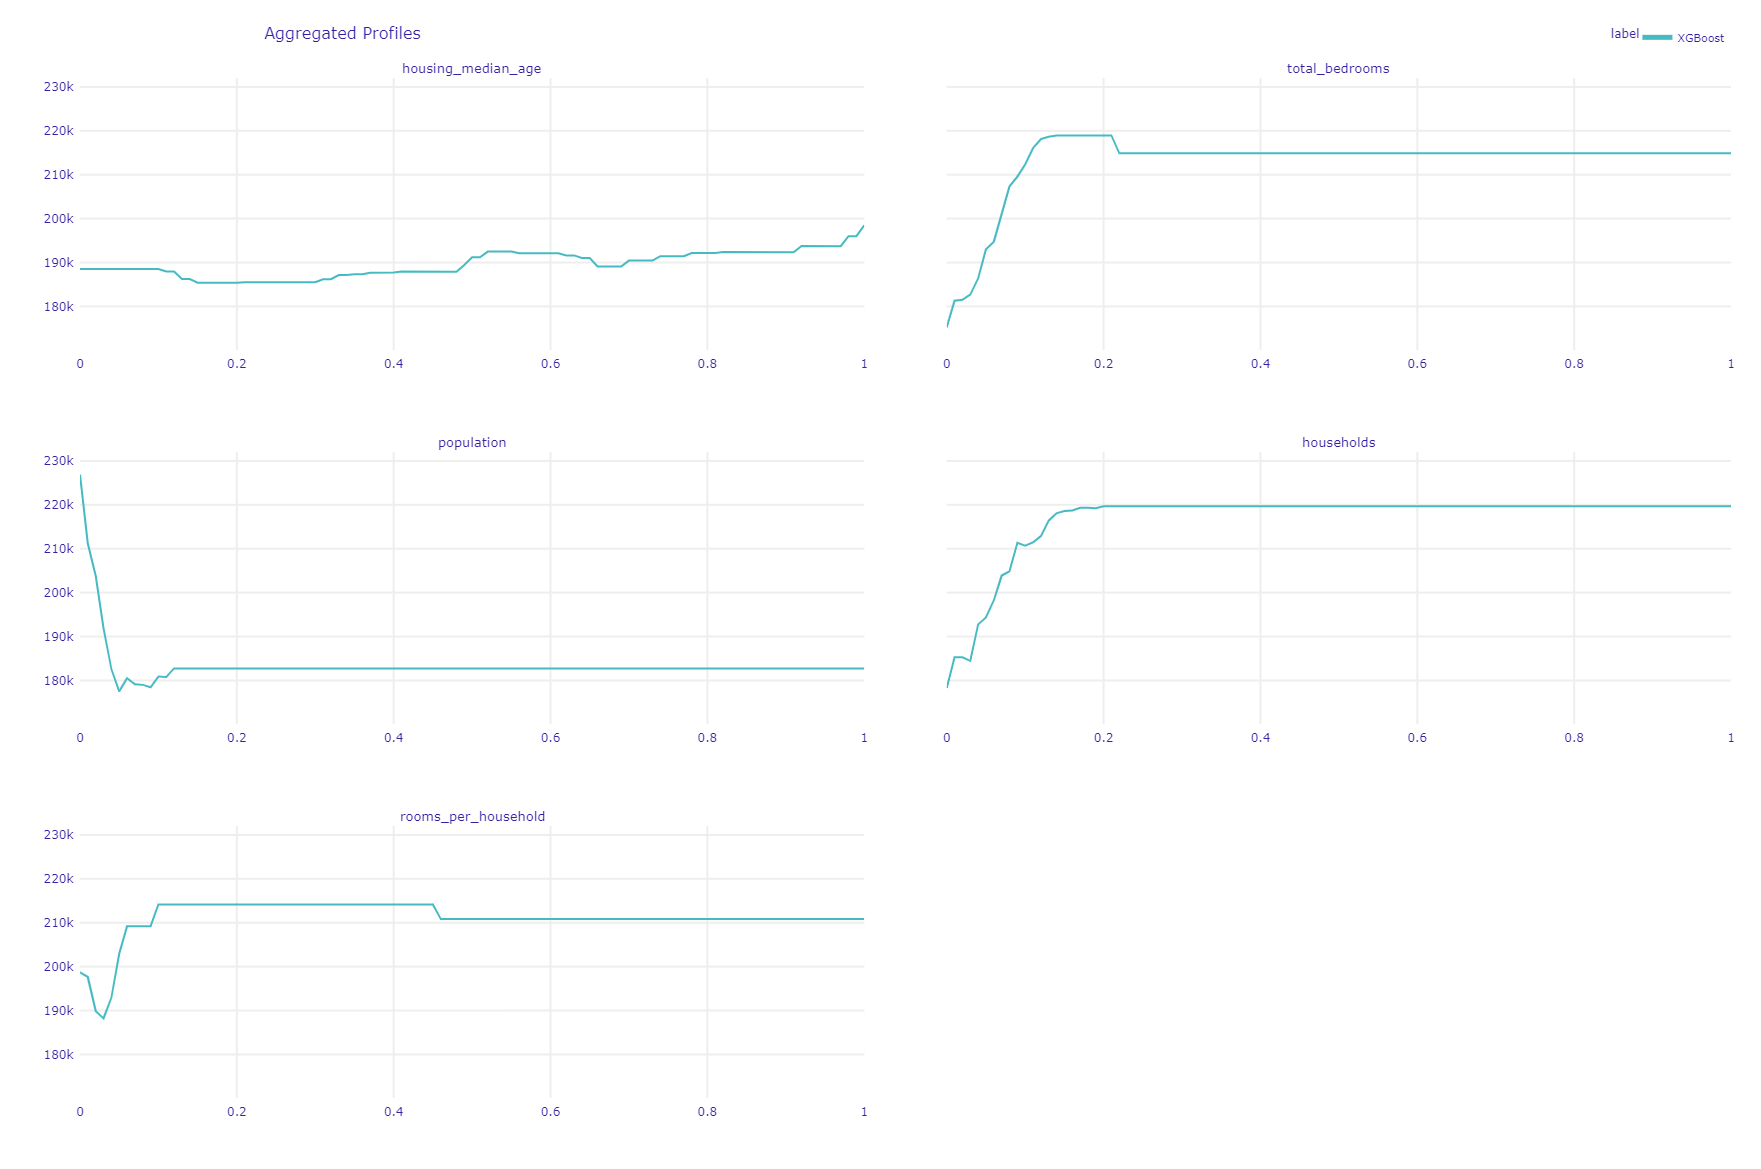 Aggregated Profiles
label XGBoost
housing_median_age
230k
220k
210k
200k
190k
180k
0 0.2 0.4 0.6 0.8 1
total_bedrooms
0 0.2 0.4 0.6 0.8 1
population
230k
220k
210k
200k
190k
180k
0 0.2 0.4 0.6 0.8 1
households
0 0.2 0.4 0.6 0.8 1
rooms_per_household
230k
220k
210k
200k
190k
180k
0 0.2 0.4 0.6 0.8 1